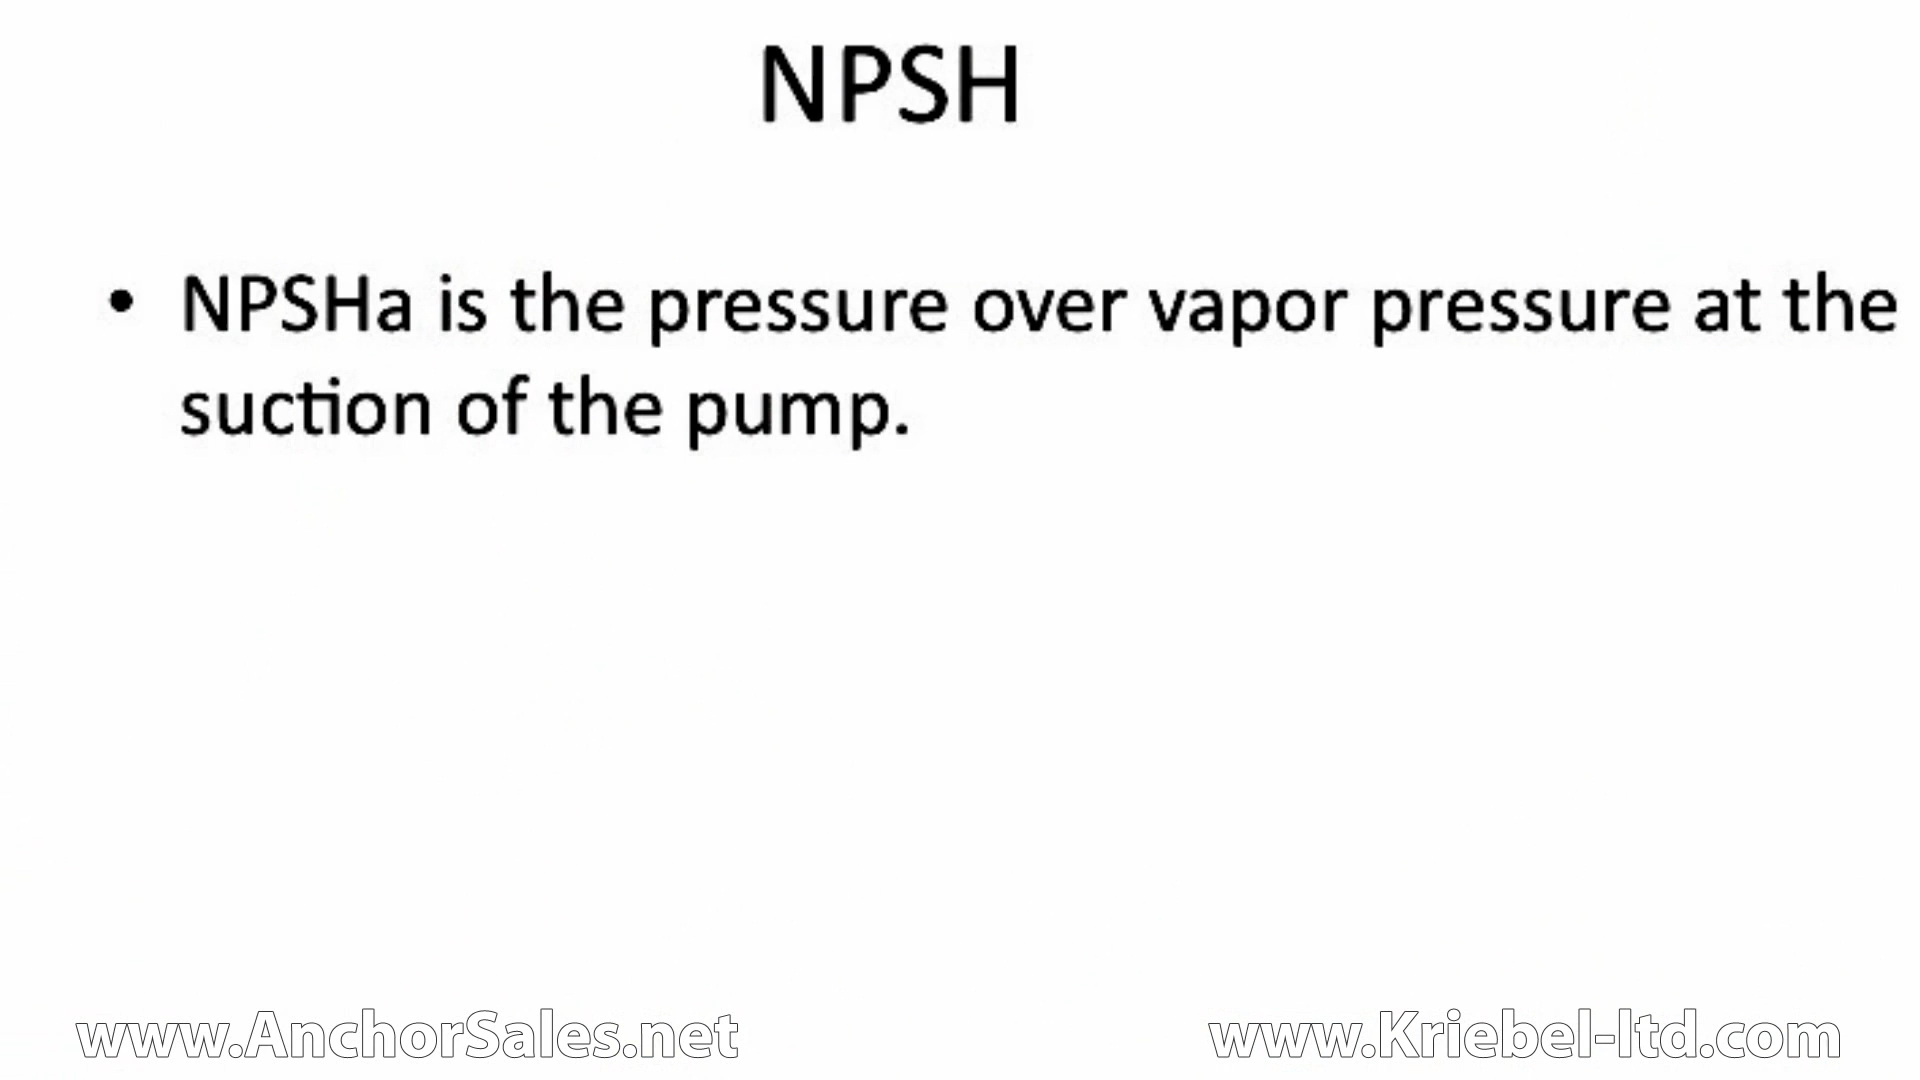 NPSH
• NPSHa is the pressure over vapor pressure at the
suction of the pump.
www.AnchorSales.net
www.Kriebel-ltd.com